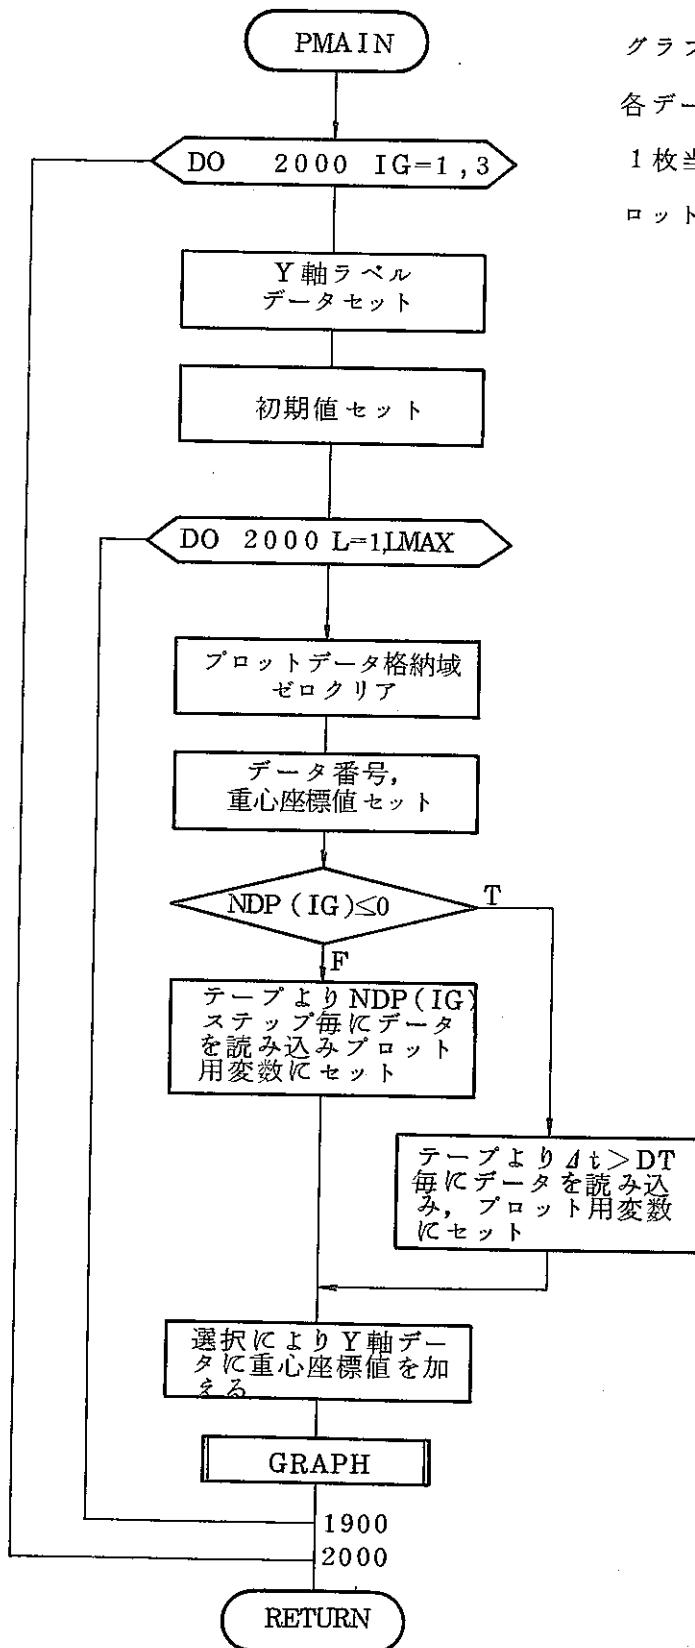 PMAIN
グラフ
各デー
1枚当
ロット
DO 2000 IG=1,3
Y軸ラベル
データセット
初期値セット
DO 2000 L=1,LMAX
プロットデータ格納域
ゼロクリア
データ番号,
重心座標値セット
NDP(IG)≤0
T
F
テープよりNDP(IG)
ステップ毎にデータ
を読み込みプロット
用変数にセット
テープよりΔt>DT
毎にデータを読み込
み,プロット用変数
にセット
選択によりY軸デー
タに重心座標値を加
える
GRAPH
1900
2000
RETURN